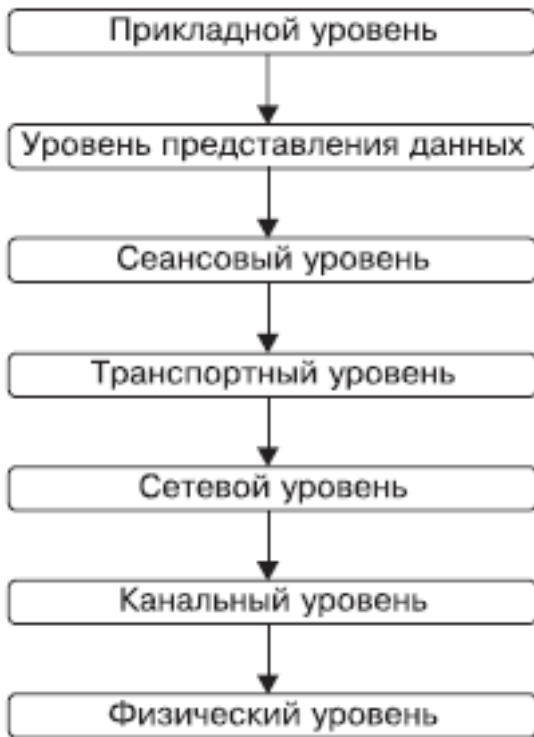 Прикладной уровень
Уровень представления данных
Сеансовый уровень
Транспортный уровень
Сетевой уровень
Канальный уровень
Физический уровень